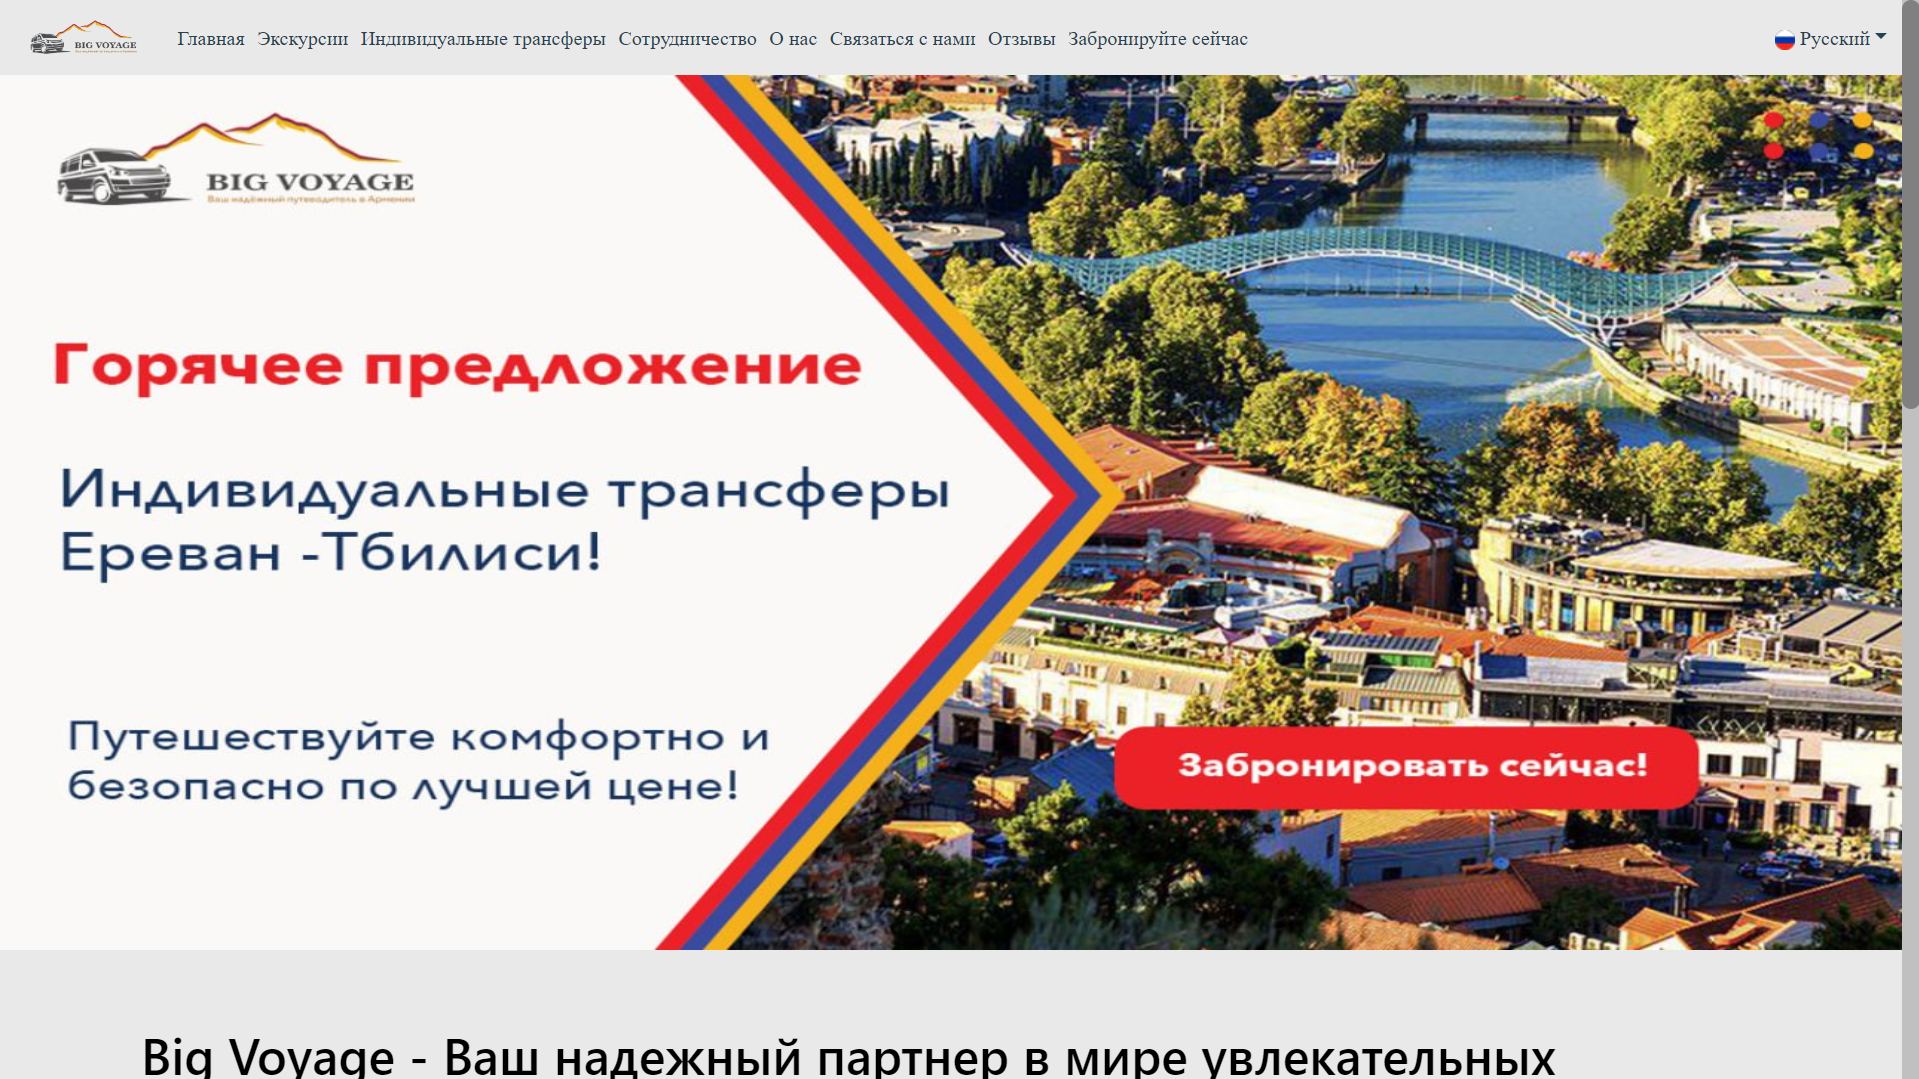 BIG VOYAGE
Главная Экскурсии Индивидуальные трансферы Сотрудничество О нас Связаться с нами Отзывы Забронируйте сейчас
Русский
BIG VOYAGE
Ваш надёжный путеводитель в Армении
Горячее предложение
Индивидуальные трансферы
Ереван -Тбилиси!
Путешествуйте комфортно и
безопасно по лучшей цене!
Забронировать сейчас!
Big Voyage - Ваш надежный партнер в мире увлекательных